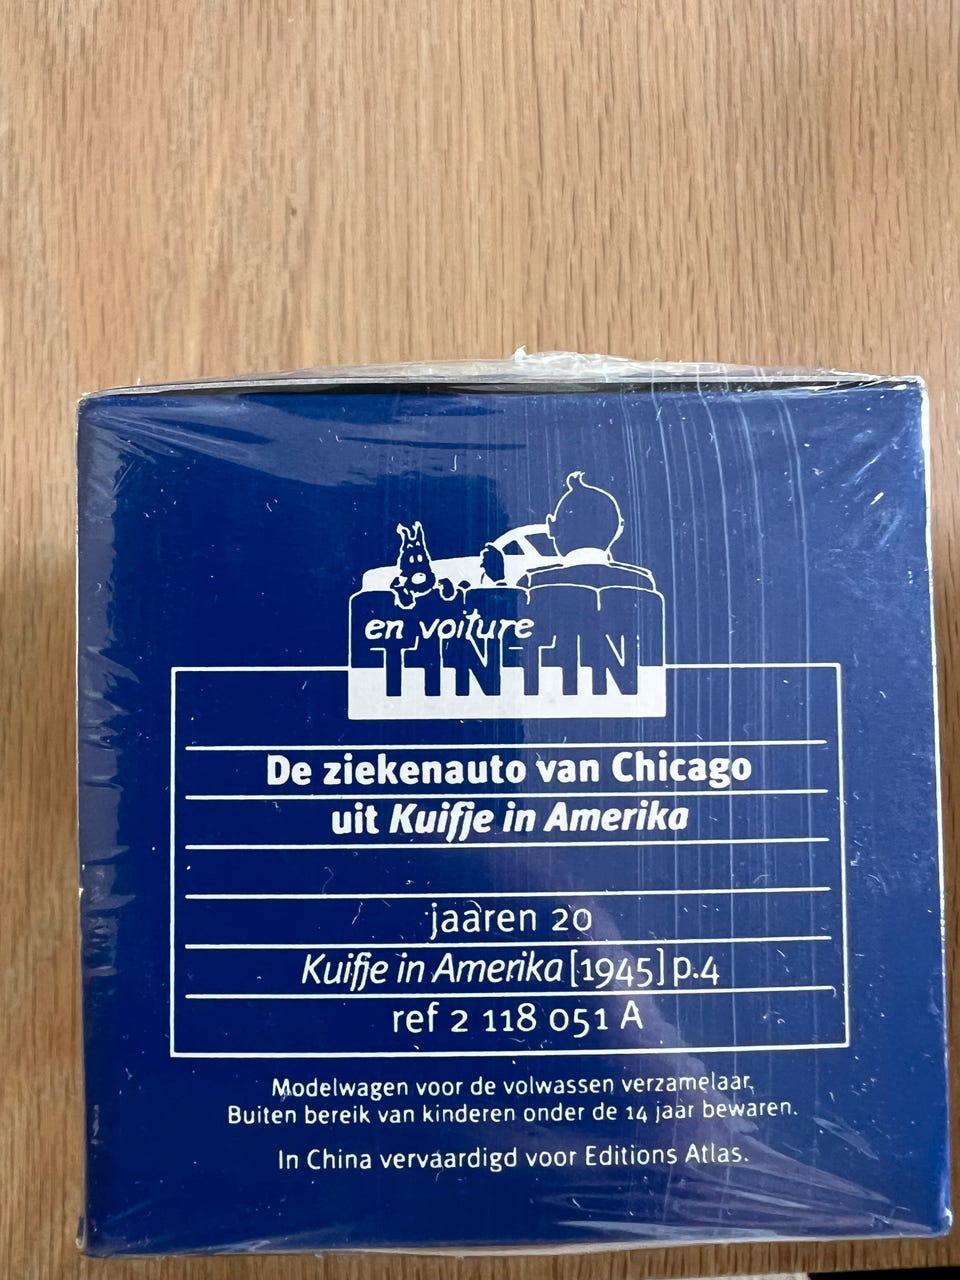 en voiture
TINTIN
De ziekenauto van Chicago
uit Kuifje in Amerika
jaaren 20
Kuifje in Amerika [1945] p.4
ref 2 118 051 A
Modelwagen voor de volwassen verzamelaar.
Buiten bereik van kinderen onder de 14 jaar bewaren.
In China vervaardigd voor Editions Atlas.